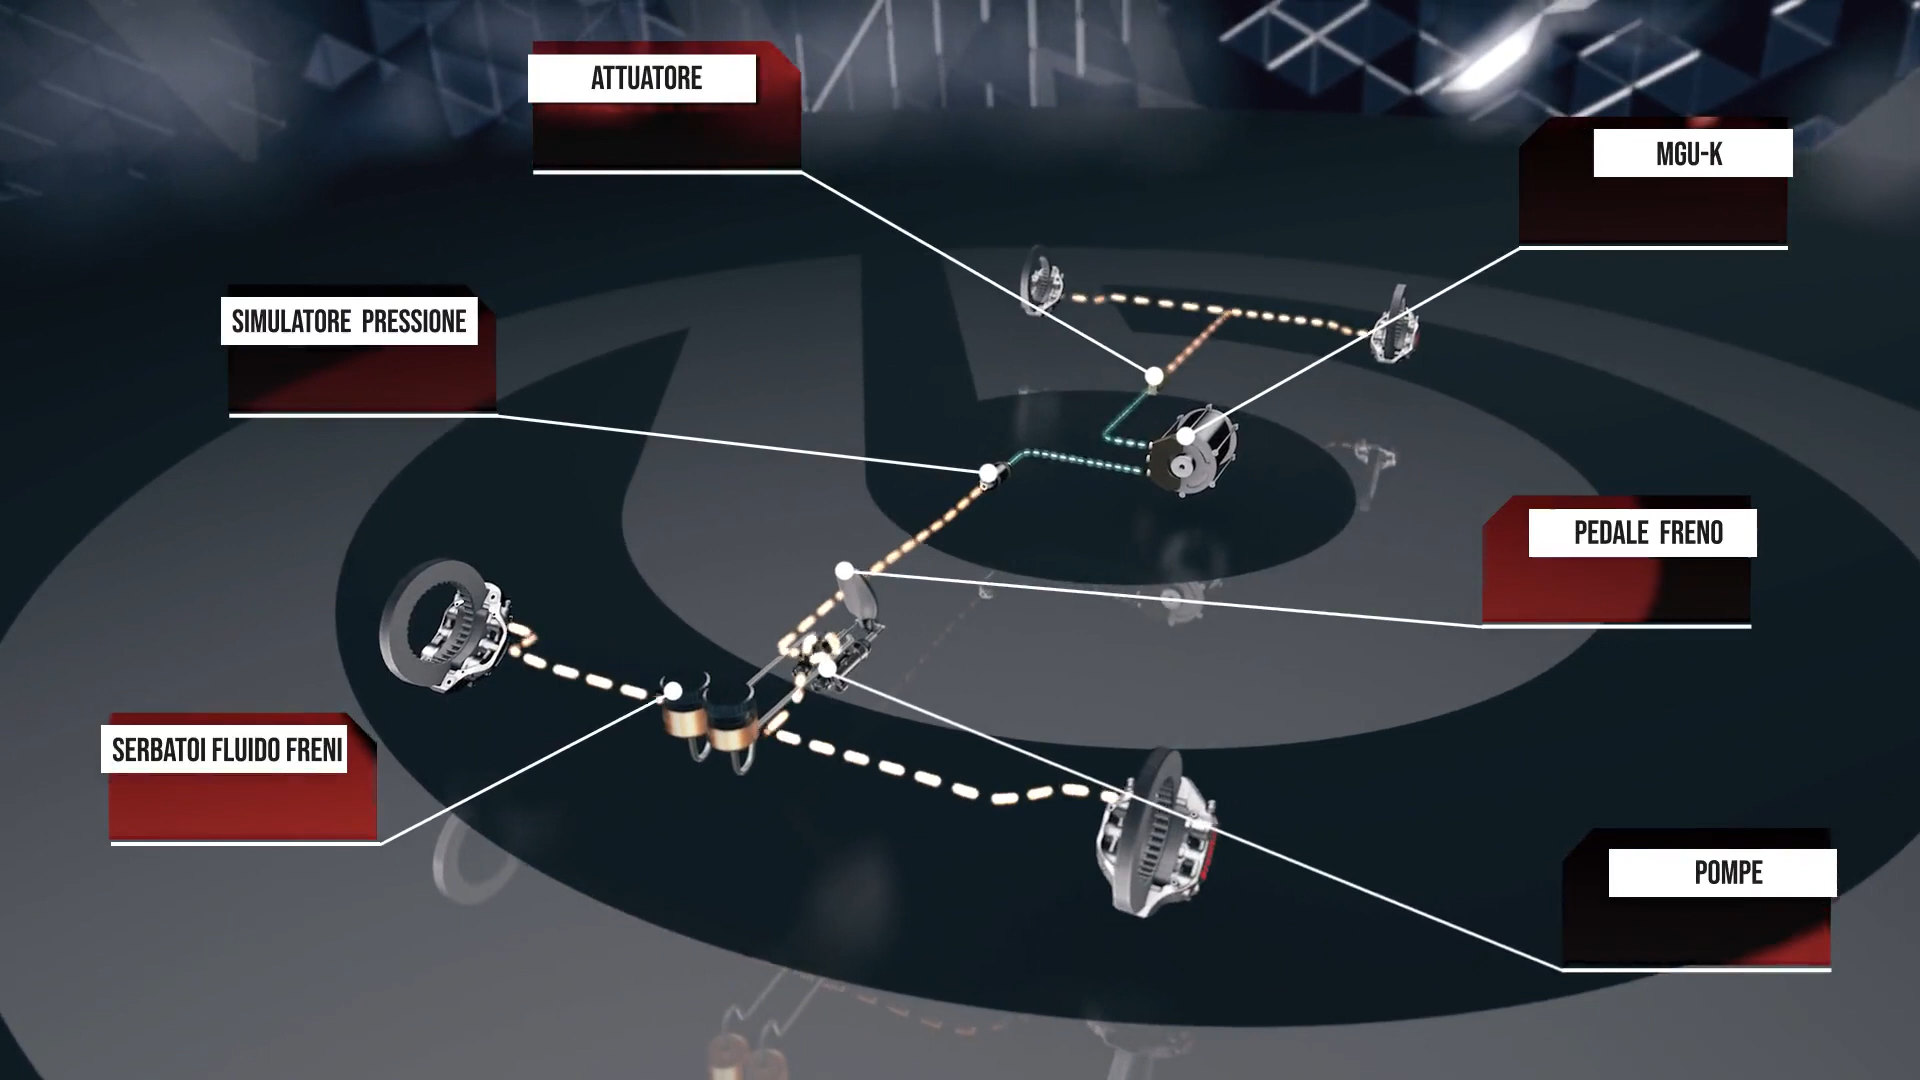 ATTUATORE
MGU-K
SIMULATORE PRESSIONE
PEDALE FRENO
SERBATOI FLUIDO FRENI
POMPE